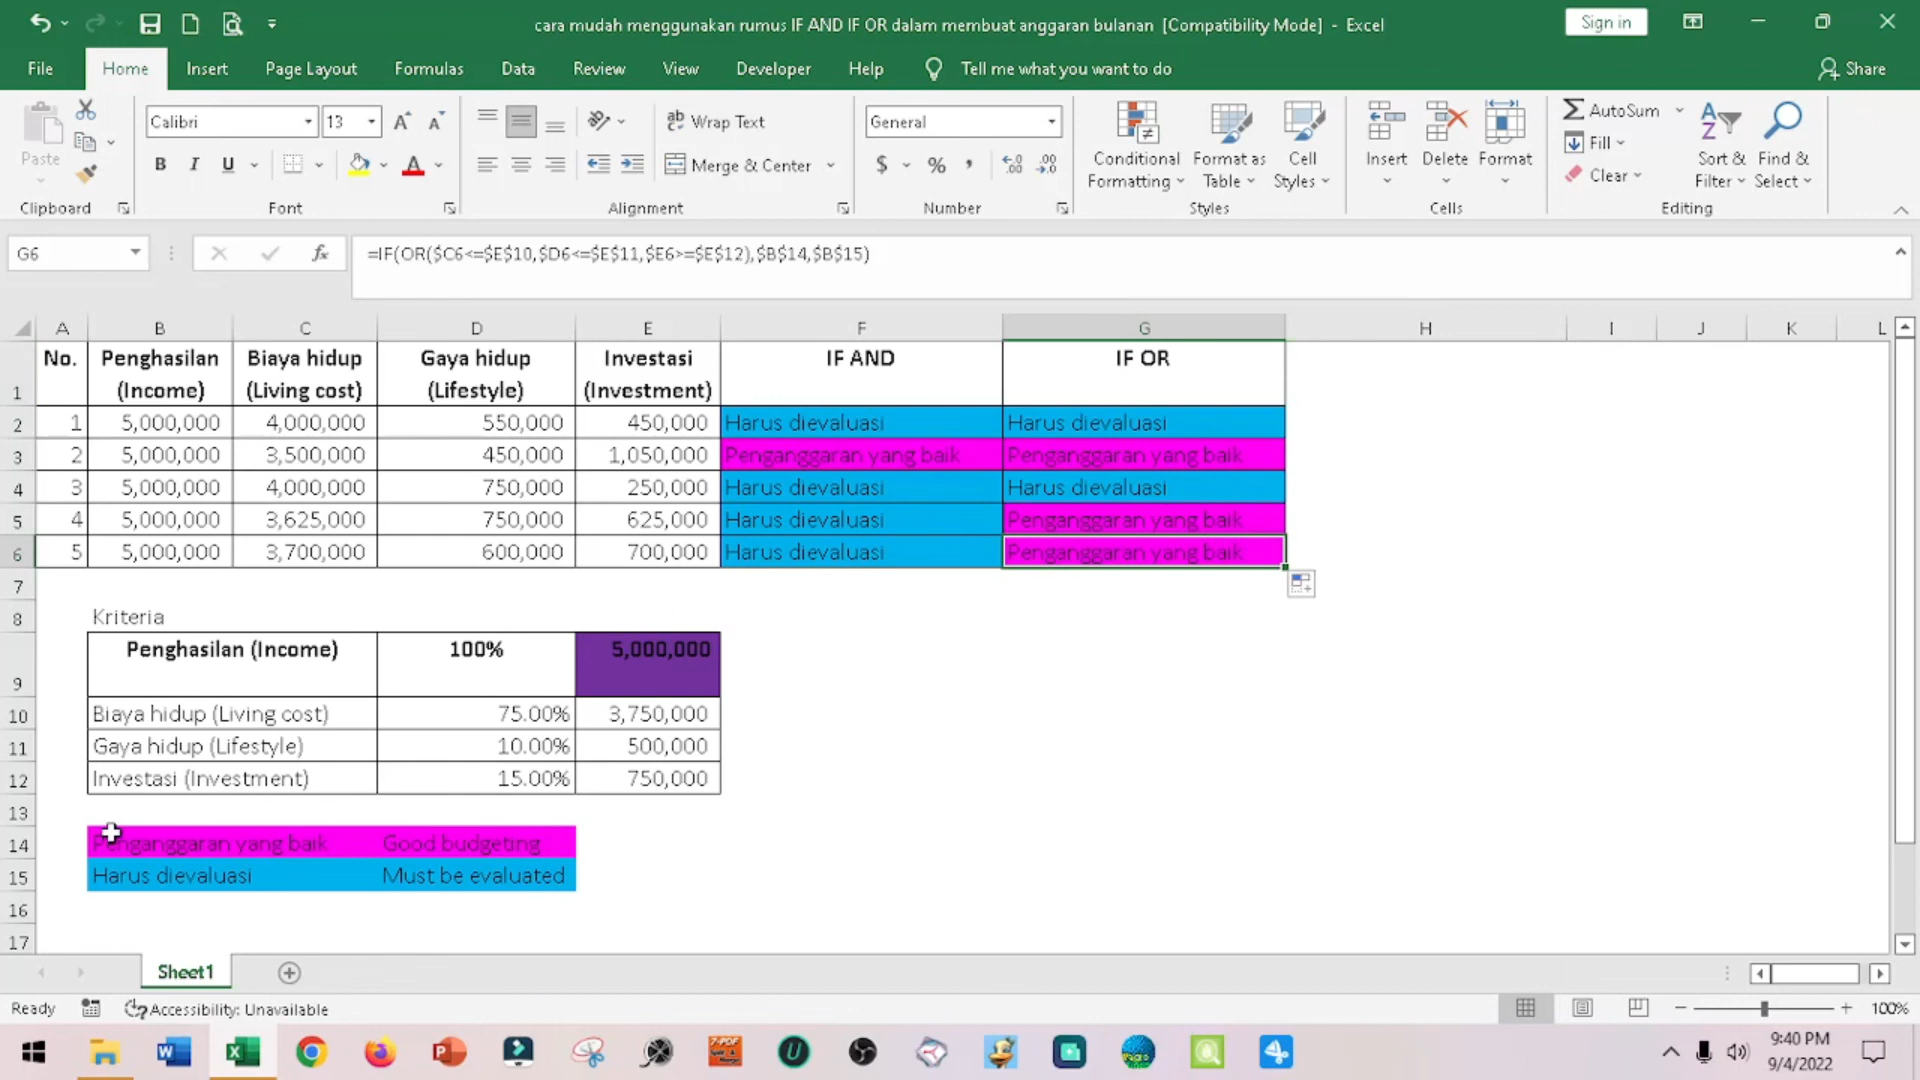 cara mudah menggunakan rumus IF AND IF OR dalam membuat anggaran bulanan [Compatibility Mode] - Excel
Sign in
File Home Insert Page Layout Formulas Data Review View Developer Help Tell me what you want to do Share
Paste
Calibri 13
B I U
Wrap Text
Merge & Center
General
$ % ,
Conditional Formatting
Format as Table
Cell Styles
Insert Delete Format
AutoSum
Fill
Clear
Sort & Filter
Find & Select
Clipboard Font Alignment Number Styles Cells Editing
G6 fx =IF(OR($C6<=$E$10,$D6<=$E$11,$E6>=$E$12),$B$14,$B$15)
A B C D E F G H I J K L
1 No. Penghasilan (Income) Biaya hidup (Living cost) Gaya hidup (Lifestyle) Investasi (Investment) IF AND IF OR
2 1 5,000,000 4,000,000 550,000 450,000 Harus dievaluasi Harus dievaluasi
3 2 5,000,000 3,500,000 450,000 1,050,000 Penganggaran yang baik Penganggaran yang baik
4 3 5,000,000 4,000,000 750,000 250,000 Harus dievaluasi Harus dievaluasi
5 4 5,000,000 3,625,000 750,000 625,000 Harus dievaluasi Penganggaran yang baik
6 5 5,000,000 3,700,000 600,000 700,000 Harus dievaluasi Penganggaran yang baik
7
8 Kriteria
9 Penghasilan (Income) 100% 5,000,000
10 Biaya hidup (Living cost) 75.00% 3,750,000
11 Gaya hidup (Lifestyle) 10.00% 500,000
12 Investasi (Investment) 15.00% 750,000
13
14 Penganggaran yang baik Good budgeting
15 Harus dievaluasi Must be evaluated
16
17
Sheet1
Ready Accessibility: Unavailable 100%
9:40 PM
9/4/2022